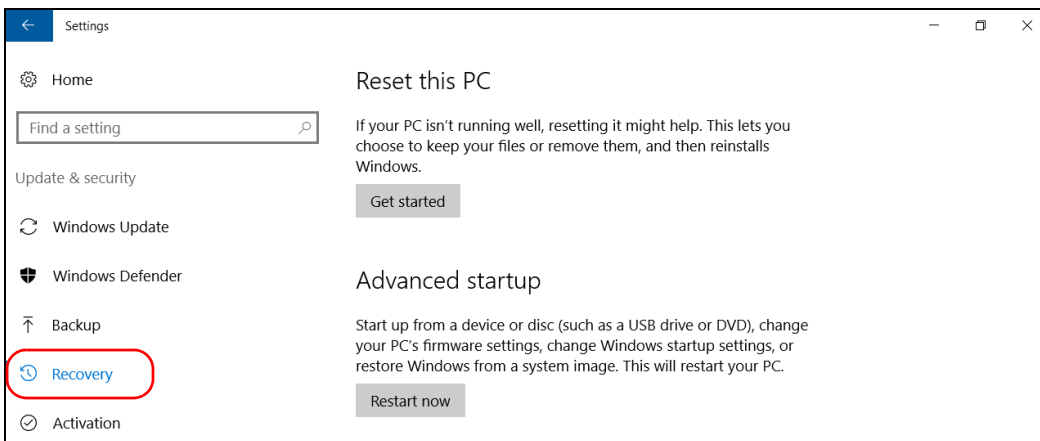 Settings
Home
Find a setting
Update & security
Windows Update
Windows Defender
Backup
Recovery
Activation
Reset this PC
If your PC isn't running well, resetting it might help. This lets you
choose to keep your files or remove them, and then reinstalls
Windows.
Get started
Advanced startup
Start up from a device or disc (such as a USB drive or DVD), change
your PC's firmware settings, change Windows startup settings, or
restore Windows from a system image. This will restart your PC.
Restart now